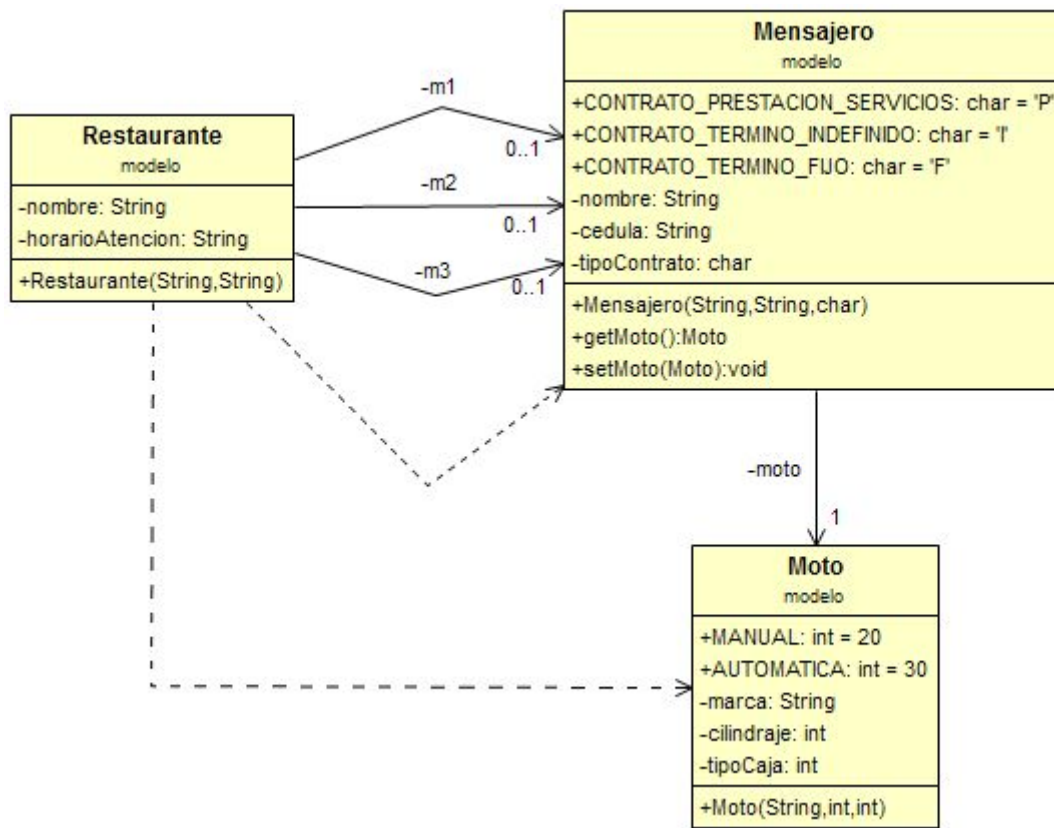 Restaurante
modelo
-nombre: String
-horarioAtencion: String
+Restaurante(String,String)
-m1
0..1
-m2
0..1
-m3
0..1
Mensajero
modelo
+CONTRATO_PRESTACION_SERVICIOS: char = 'P'
+CONTRATO_TERMINO_INDEFINIDO: char = 'I'
+CONTRATO_TERMINO_FIJO: char = 'F'
-nombre: String
-cedula: String
-tipoContrato: char
+Mensajero(String,String,char)
+getMoto():Moto
+setMoto(Moto):void
-moto
1
Moto
modelo
+MANUAL: int = 20
+AUTOMATICA: int = 30
-marca: String
-cilindraje: int
-tipoCaja: int
+Moto(String,int,int)